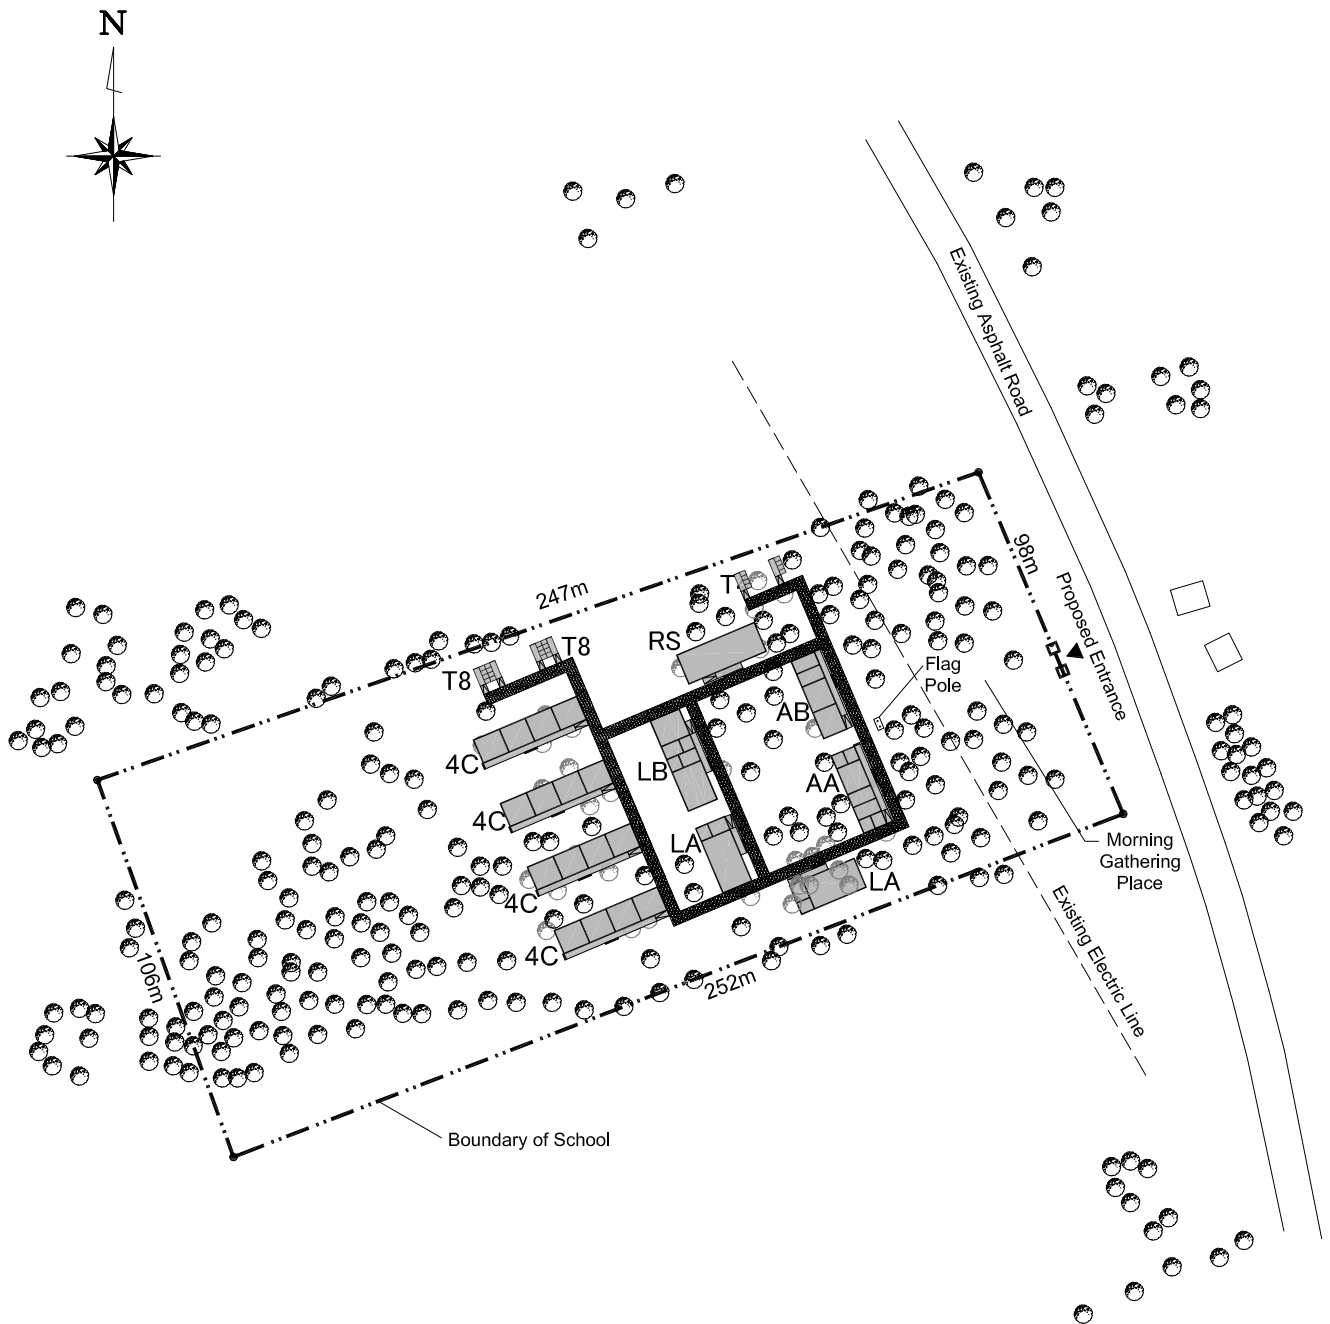 N
Existing Asphalt Road
98m
247m
Proposed Entrance
T
T8
RS
T8
Flag
Pole
AB
4C
LB
AA
4C
LA
Morning
Gathering
Place
4C
LA
4C
106m
252m
Existing Electric Line
Boundary of School